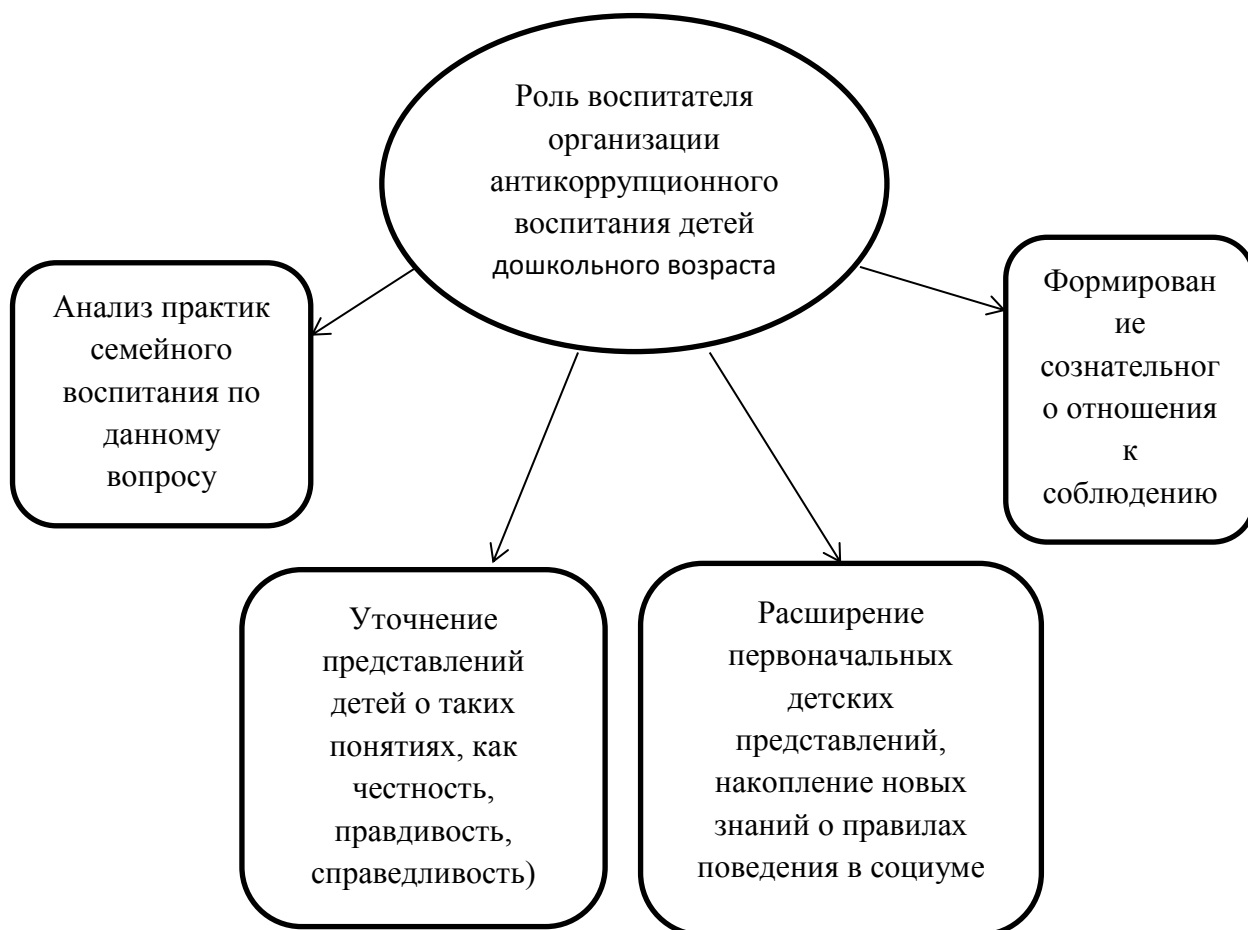 Роль воспитателя
организации
антикоррупционного
воспитания детей
дошкольного возраста
Анализ практик
семейного
воспитания по
данному
вопросу
Формирован
ие
сознательног
о отношения
к
соблюдению
Уточнение
представлений
детей о таких
понятиях, как
честность,
правдивость,
справедливость)
Расширение
первоначальных
детских
представлений,
накопление новых
знаний о правилах
поведения в социуме